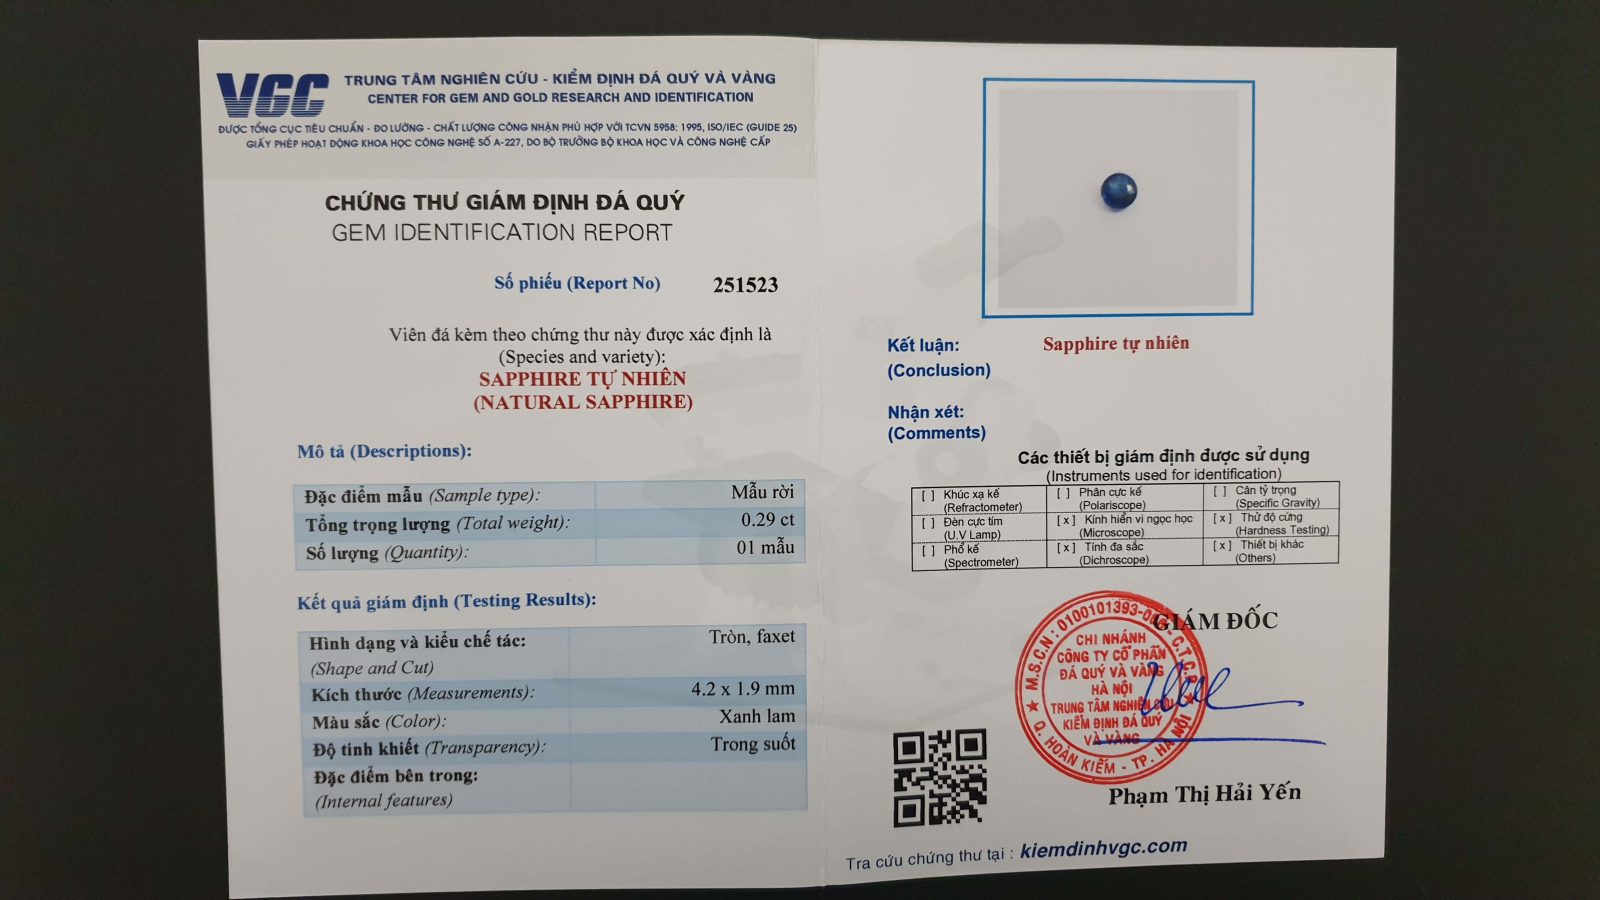 VGC
TRUNG TÂM NGHIÊN CỨU - KIỂM ĐỊNH ĐÁ QUÝ VÀ VÀNG
CENTER FOR GEM AND GOLD RESEARCH AND IDENTIFICATION
ĐƯỢC TỔNG CỤC TIÊU CHUẨN - ĐO LƯỜNG - CHẤT LƯỢNG CÔNG NHẬN PHÙ HỢP VỚI TCVN 5958: 1995, ISO/IEC (GUIDE 25)
GIẤY PHÉP HOẠT ĐỘNG KHOA HỌC CÔNG NGHỆ SỐ A-227, DO BỘ TRƯỞNG BỘ KHOA HỌC VÀ CÔNG NGHỆ CẤP
CHỨNG THƯ GIÁM ĐỊNH ĐÁ QUÝ
GEM IDENTIFICATION REPORT
Số phiếu (Report No) 251523
Viên đá kèm theo chứng thư này được xác định là
(Species and variety):
SAPPHIRE TỰ NHIÊN
(NATURAL SAPPHIRE)
Mô tả (Descriptions):
Đặc điểm mẫu (Sample type): Mẫu rời
Tổng trọng lượng (Total weight): 0.29 ct
Số lượng (Quantity): 01 mẫu
Kết quả giám định (Testing Results):
Hình dạng và kiểu chế tác: Tròn, faxet
(Shape and Cut)
Kích thước (Measurements): 4.2 x 1.9 mm
Màu sắc (Color): Xanh lam
Độ tinh khiết (Transparency): Trong suốt
Đặc điểm bên trong:
(Internal features)
Kết luận: Sapphire tự nhiên
(Conclusion)
Nhận xét:
(Comments)
Các thiết bị giám định được sử dụng
(Instruments used for identification)
[ ] Khúc xạ kế [ ] Phân cực kế [ ] Cân tỷ trọng
(Refractometer) (Polariscope) (Specific Gravity)
[ ] Đèn cực tím [ x ] Kính hiển vi ngọc học [ x ] Thử độ cứng
(U.V Lamp) (Microscope) (Hardness Testing)
[ ] Phổ kế [ x ] Tính đa sắc [ x ] Thiết bị khác
(Spectrometer) (Dichroscope) (Others)
GIÁM ĐỐC
M.S.C.N: 0100101393-00 -C.T.C.P
CHI NHÁNH
CÔNG TY CỔ PHẦN
ĐÁ QUÝ VÀ VÀNG
HÀ NỘI
TRUNG TÂM NGHIÊN CỨU
KIỂM ĐỊNH ĐÁ QUÝ
VÀ VÀNG
Q. HOÀN KIẾM - TP. HÀ NỘI
Phạm Thị Hải Yến
Tra cứu chứng thư tại : kiemdinhvgc.com